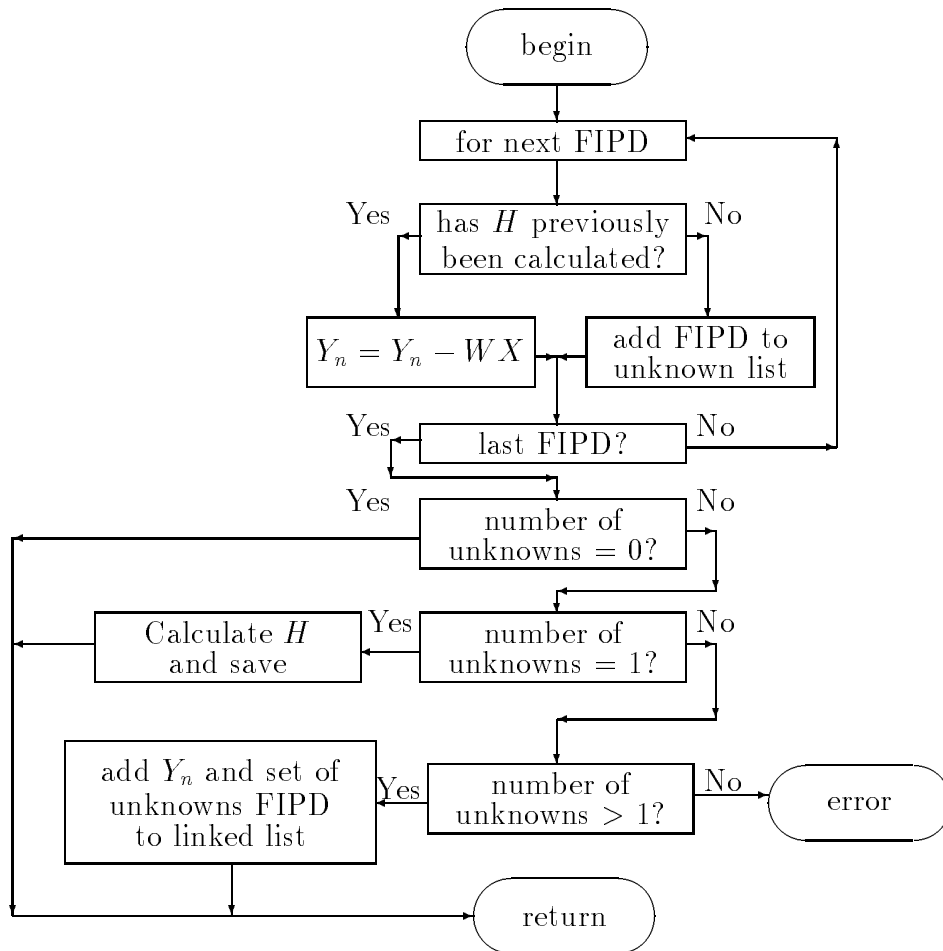 begin
for next FIPD
Yes
has H previously
been calculated?
No
Yₙ = Yₙ − WX
add FIPD to
unknown list
Yes
last FIPD?
No
Yes
number of
unknowns = 0?
No
Calculate H
and save
Yes
number of
unknowns = 1?
No
add Yₙ and set of
unknowns FIPD
to linked list
Yes
number of
unknowns > 1?
No
error
return